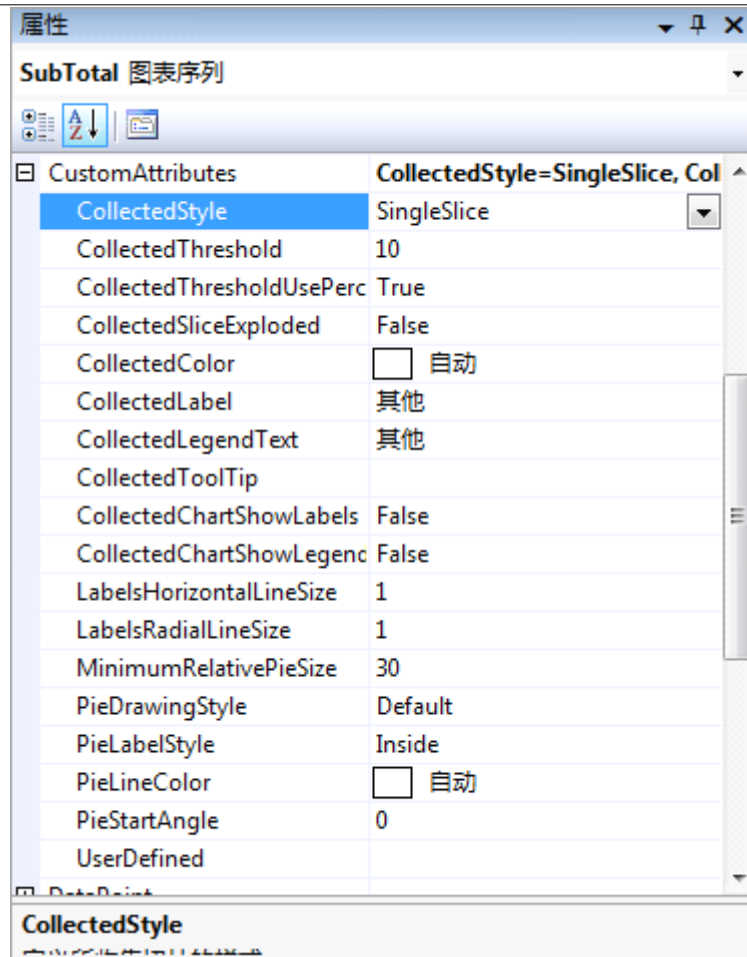 属性
SubTotal 图表序列
CustomAttributes CollectedStyle=SingleSlice, Col
CollectedStyle SingleSlice
CollectedThreshold 10
CollectedThresholdUsePerc True
CollectedSliceExploded False
CollectedColor 自动
CollectedLabel 其他
CollectedLegendText 其他
CollectedToolTip
CollectedChartShowLabels False
CollectedChartShowLegend False
LabelsHorizontalLineSize 1
LabelsRadialLineSize 1
MinimumRelativePieSize 30
PieDrawingStyle Default
PieLabelStyle Inside
PieLineColor 自动
PieStartAngle 0
UserDefined
DataPoint
CollectedStyle